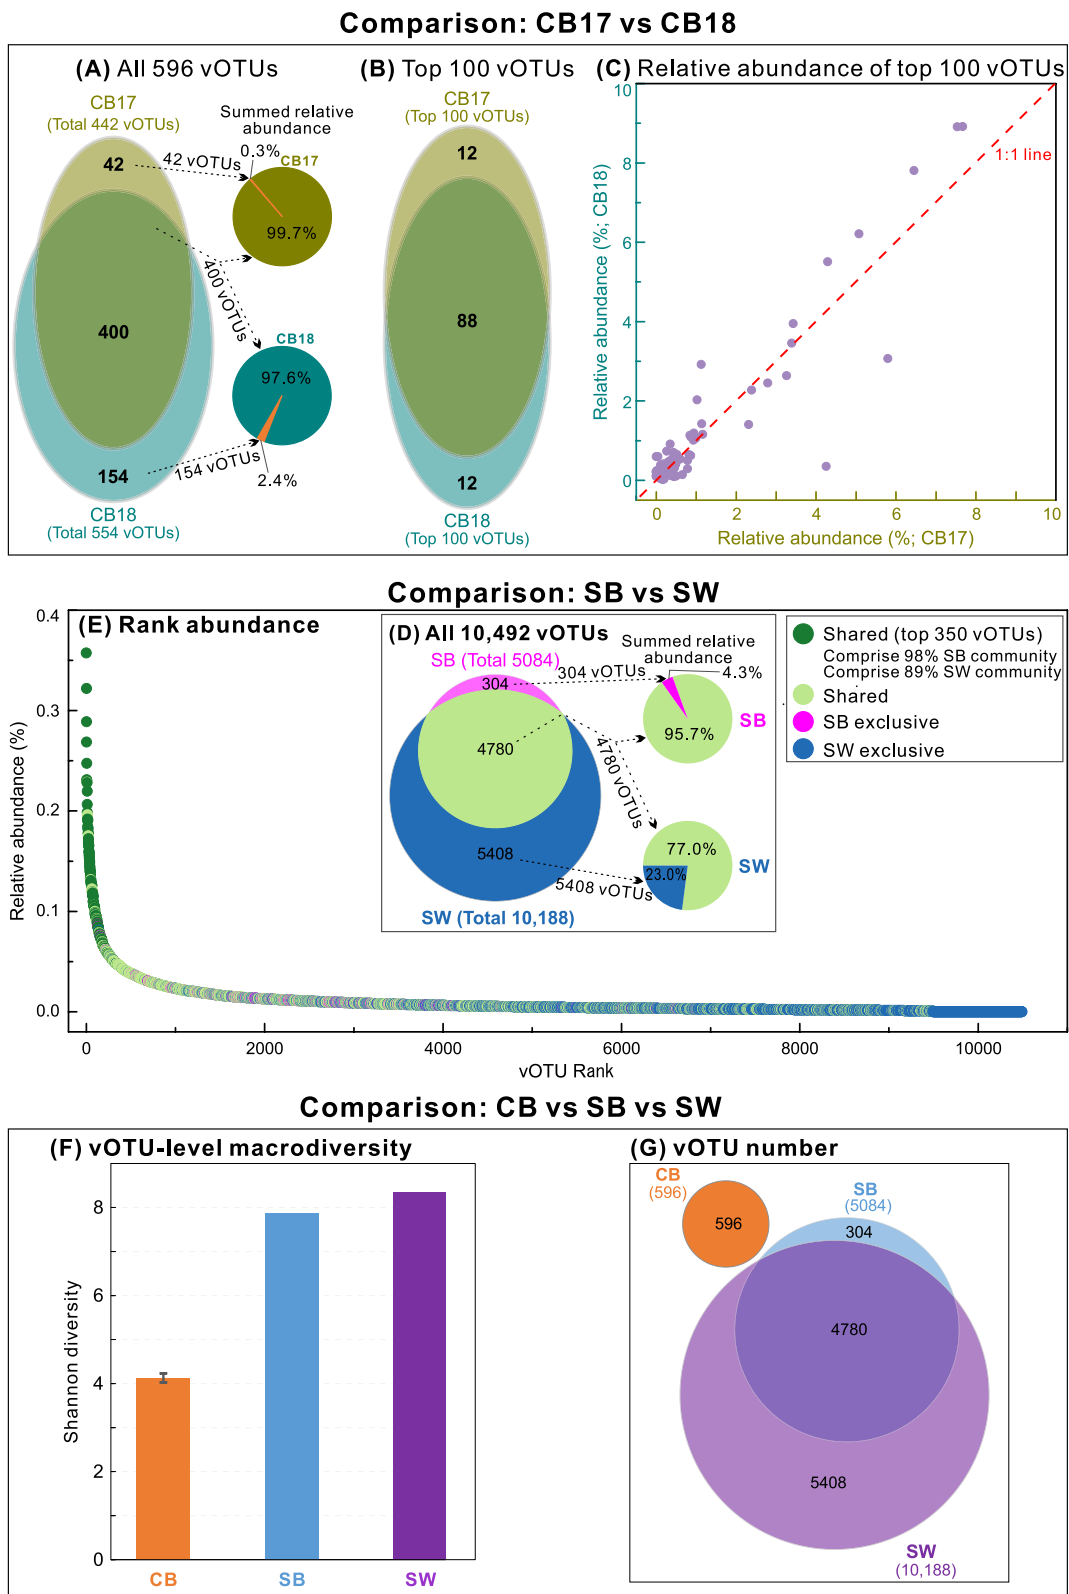 Comparison: CB17 vs CB18
(A) All 596 vOTUs
CB17
(Total 442 vOTUs)
Summed relative
abundance
42
42 vOTUs
0.3%
CB17
99.7%
400 vOTUs
400
CB18
97.6%
154
154 vOTUs
2.4%
CB18
(Total 554 vOTUs)
(B) Top 100 vOTUs
CB17
(Top 100 vOTUs)
12
88
12
CB18
(Top 100 vOTUs)
(C) Relative abundance of top 100 vOTUs
10
8
6
4
2
0
Relative abundance (%; CB18)
1:1 line
0 2 4 6 8 10
Relative abundance (%; CB17)
Comparison: SB vs SW
(E) Rank abundance
0.4
0.3
0.2
0.1
0.0
Relative abundance (%)
0 2000 4000 6000 8000 10000
vOTU Rank
(D) All 10,492 vOTUs
SB (Total 5084)
Summed relative
abundance
304
304 vOTUs
4.3%
SB
95.7%
4780
4780 vOTUs
77.0%
23.0%
SW
5408
5408 vOTUs
SW (Total 10,188)
Shared (top 350 vOTUs)
Comprise 98% SB community
Comprise 89% SW community
Shared
SB exclusive
SW exclusive
Comparison: CB vs SB vs SW
(F) vOTU-level macrodiversity
8
6
4
2
0
Shannon diversity
CB SB SW
(G) vOTU number
CB
(596)
596
SB
(5084)
304
4780
5408
SW
(10,188)